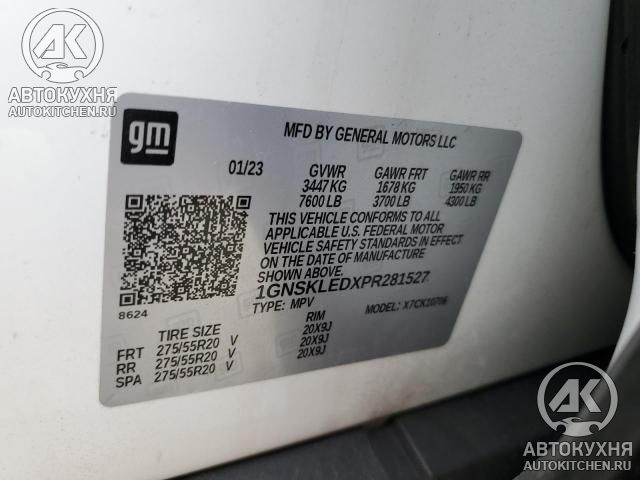 AK
АВТОКУХНЯ
AUTOKITCHEN.RU
gm
MFD BY GENERAL MOTORS LLC
01/23
GVWR
3447 KG
7600 LB
GAWR FRT
1678 KG
3700 LB
GAWR RR
1950 KG
4300 LB
THIS VEHICLE CONFORMS TO ALL
APPLICABLE U.S. FEDERAL MOTOR
VEHICLE SAFETY STANDARDS IN EFFECT
ON THE DATE OF MANUFACTURE
SHOWN ABOVE.
1GNSKLEDXPR281527
TYPE: MPV
MODEL: X7CK10706
8624
TIRE SIZE
RIM
FRT 275/55R20 V 20X9J
RR 275/55R20 V 20X9J
SPA 275/55R20 V 20X9J
AK
АВТОКУХНЯ
AUTOKITCHEN.RU